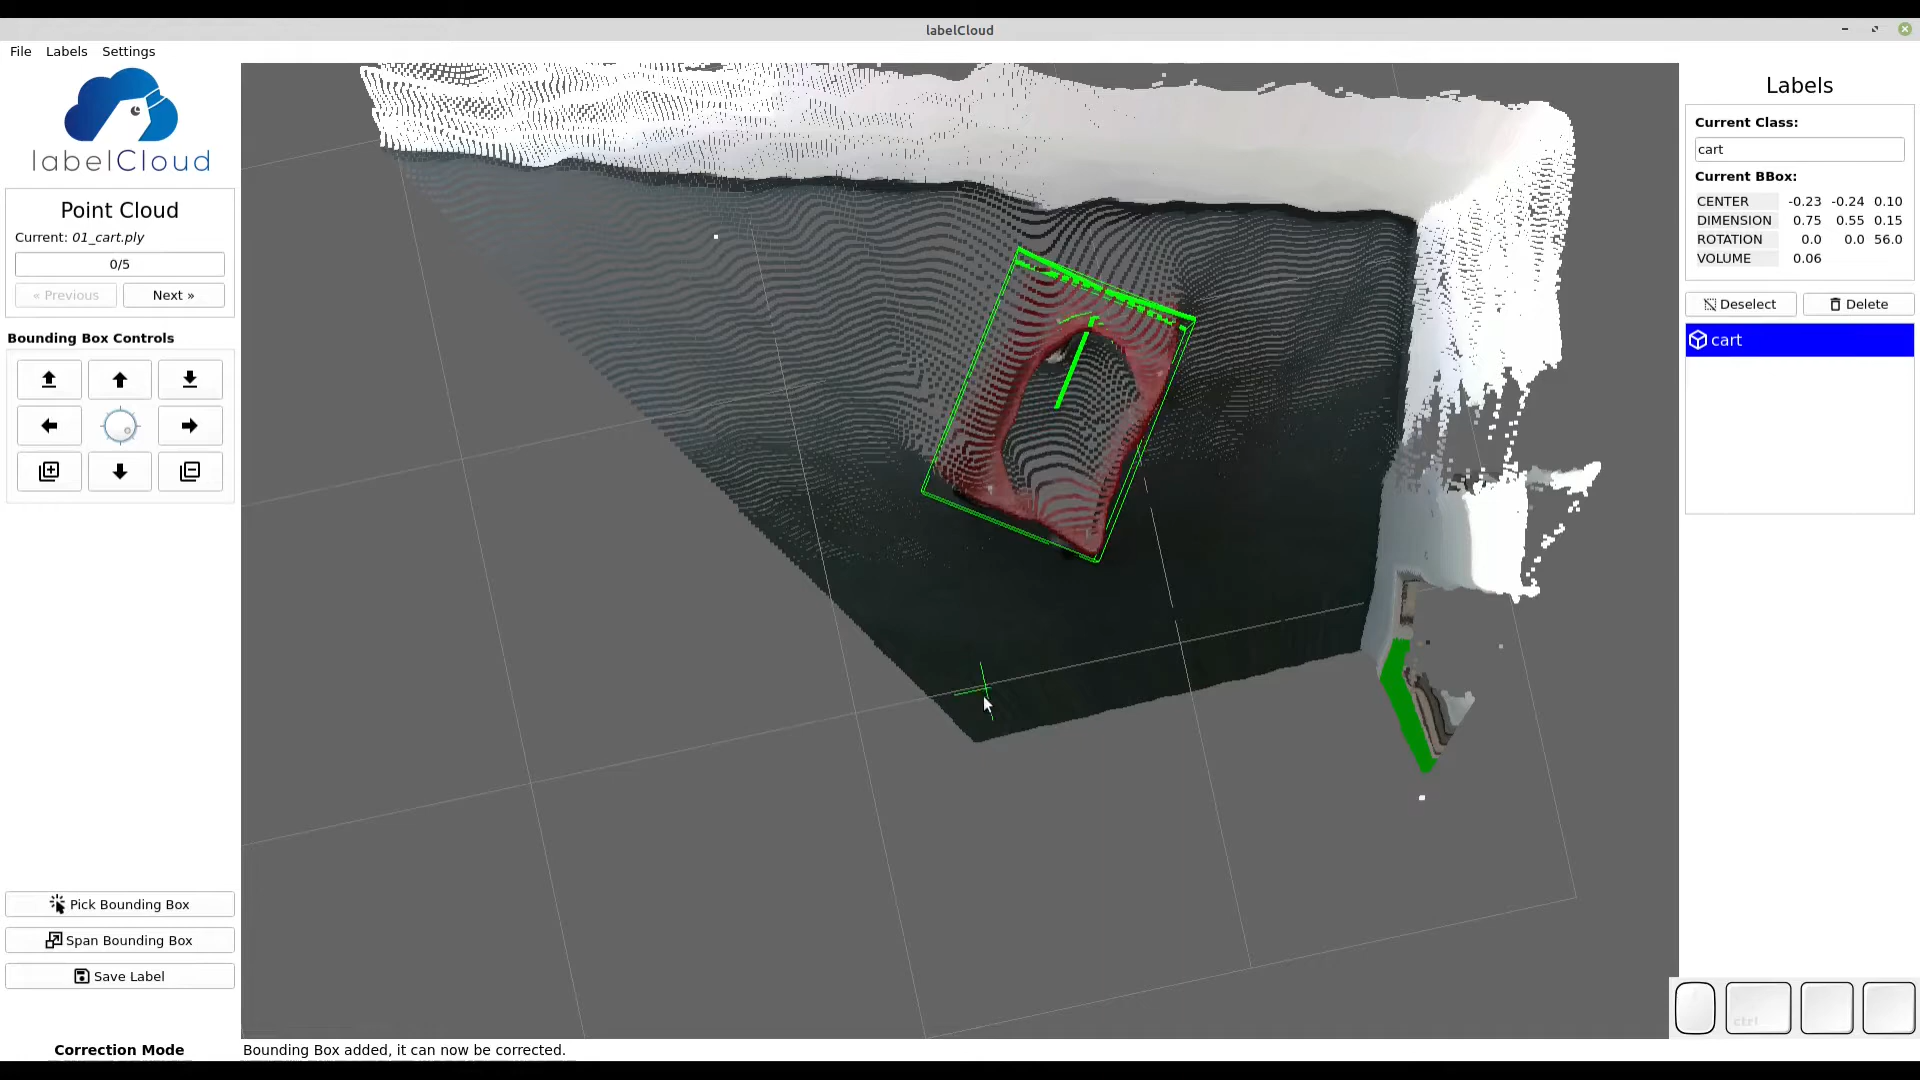 labelCloud
File Labels Settings
labelCloud
Point Cloud
Current: 01_cart.ply
0/5
« Previous
Next »
Bounding Box Controls
Pick Bounding Box
Span Bounding Box
Save Label
Correction Mode
Bounding Box added, it can now be corrected.
Labels
Current Class:
cart
Current BBox:
CENTER -0.23 -0.24 0.10
DIMENSION 0.75 0.55 0.15
ROTATION 0.0 0.0 56.0
VOLUME 0.06
Deselect
Delete
cart
ctrl